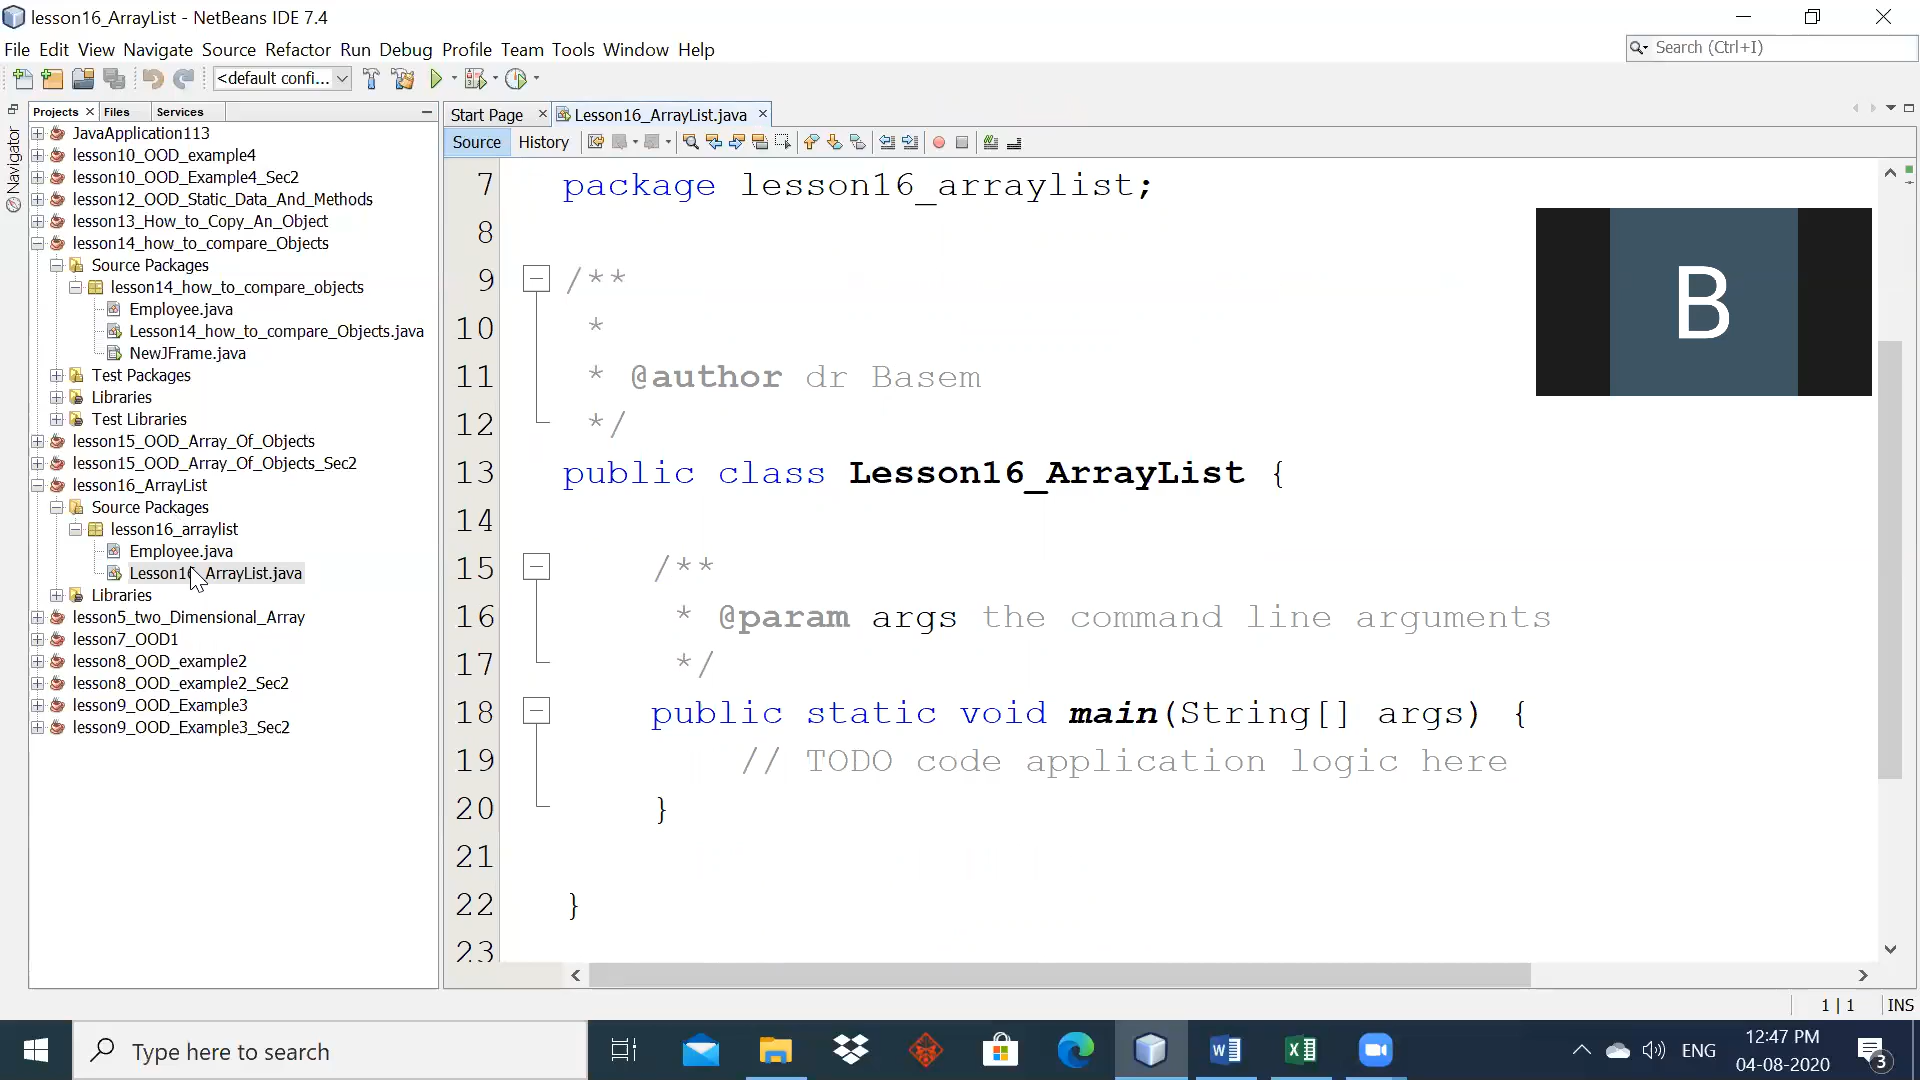 lesson16_ArrayList - NetBeans IDE 7.4
File Edit View Navigate Source Refactor Run Debug Profile Team Tools Window Help
Search (Ctrl+I)
<default confi...
Projects Files Services
Navigator
JavaApplication113
lesson10_OOD_example4
lesson10_OOD_Example4_Sec2
lesson12_OOD_Static_Data_And_Methods
lesson13_How_to_Copy_An_Object
lesson14_how_to_compare_Objects
Source Packages
lesson14_how_to_compare_objects
Employee.java
Lesson14_how_to_compare_Objects.java
NewJFrame.java
Test Packages
Libraries
Test Libraries
lesson15_OOD_Array_Of_Objects
lesson15_OOD_Array_Of_Objects_Sec2
lesson16_ArrayList
Source Packages
lesson16_arraylist
Employee.java
Lesson16_ArrayList.java
Libraries
lesson5_two_Dimensional_Array
lesson7_OOD1
lesson8_OOD_example2
lesson8_OOD_example2_Sec2
lesson9_OOD_Example3
lesson9_OOD_Example3_Sec2
Start Page Lesson16_ArrayList.java
Source History
7 package lesson16_arraylist;
8
9 /**
10 *
11 * @author dr Basem
12 */
13 public class Lesson16_ArrayList {
14
15 /**
16 * @param args the command line arguments
17 */
18 public static void main(String[] args) {
19 // TODO code application logic here
20 }
21
22 }
23
B
1 | 1 INS
Type here to search
ENG
12:47 PM
04-08-2020
3